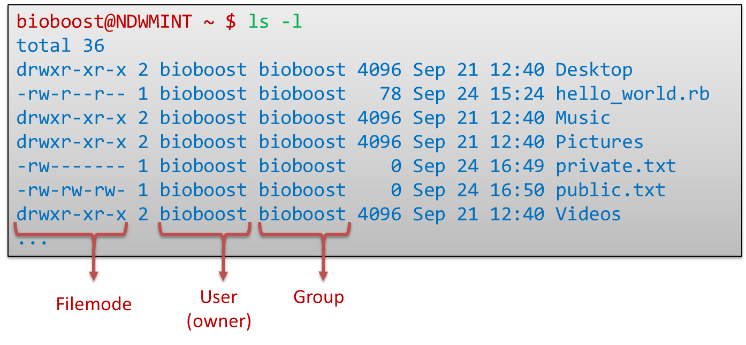 bioboost@NDWMINT ~ $ ls -l
total 36
drwxr-xr-x 2 bioboost bioboost 4096 Sep 21 12:40 Desktop
-rw-r--r-- 1 bioboost bioboost   78 Sep 24 15:24 hello_world.rb
drwxr-xr-x 2 bioboost bioboost 4096 Sep 21 12:40 Music
drwxr-xr-x 2 bioboost bioboost 4096 Sep 21 12:40 Pictures
-rw------- 1 bioboost bioboost    0 Sep 24 16:49 private.txt
-rw-rw-rw- 1 bioboost bioboost    0 Sep 24 16:50 public.txt
drwxr-xr-x 2 bioboost bioboost 4096 Sep 21 12:40 Videos
...
Filemode
User
(owner)
Group